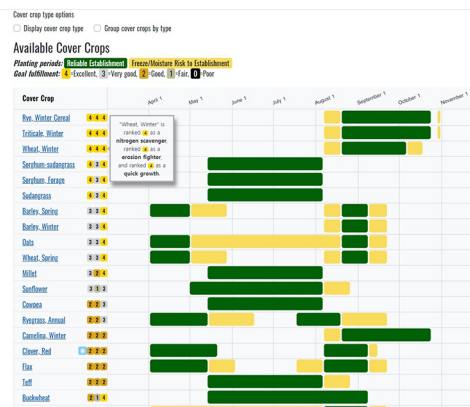 Cover crop type options
Display cover crop type Group cover crops by type
Available Cover Crops
Planting periods: Reliable Establishment Freeze/Moisture Risk to Establishment
Goal fulfillment: 4=Excellent, 3=Very good, 2=Good, 1=Fair, 0=Poor
Cover Crop April 1 May 1 June 1 July 1 August 1 September 1 October 1 November 1
Rye, Winter Cereal 4 4 4
Triticale, Winter 4 4 4
Wheat, Winter 4 4 4
"Wheat, Winter" is
ranked 4 as a
nitrogen scavenger,
ranked 4 as a
erosion fighter,
and ranked 4 as a
quick growth.
Sorghum-sudangrass 4 3 4
Sorghum, Forage 4 3 4
Sudangrass 4 3 4
Barley, Spring 3 3 4
Barley, Winter 3 3 4
Oats 3 3 4
Wheat, Spring 3 3 4
Millet 3 2 4
Sunflower 3 1 3
Cowpea 2 2 3
Ryegrass, Annual 2 2 3
Camelina, Winter 2 2 2
Clover, Red 2 2 2
Flax 2 2 2
Teff 2 2 2
Buckwheat 2 1 4